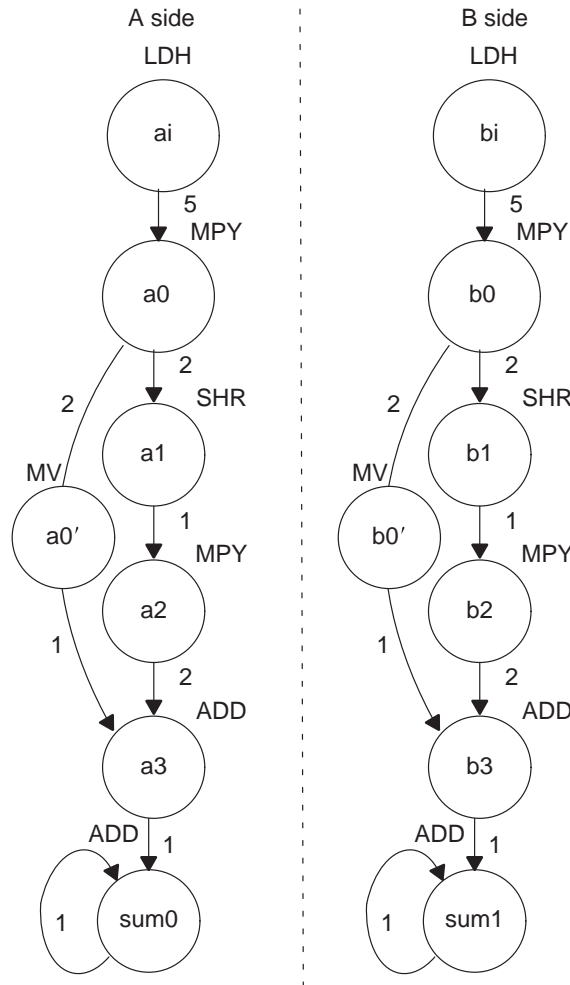 A side
LDH
ai
5
MPY
a0
2
2
SHR
a1
MV
a0′
1
MPY
a2
1
2
ADD
a3
ADD
1
1
sum0
B side
LDH
bi
5
MPY
b0
2
2
SHR
b1
MV
b0′
1
MPY
b2
1
2
ADD
b3
ADD
1
1
sum1